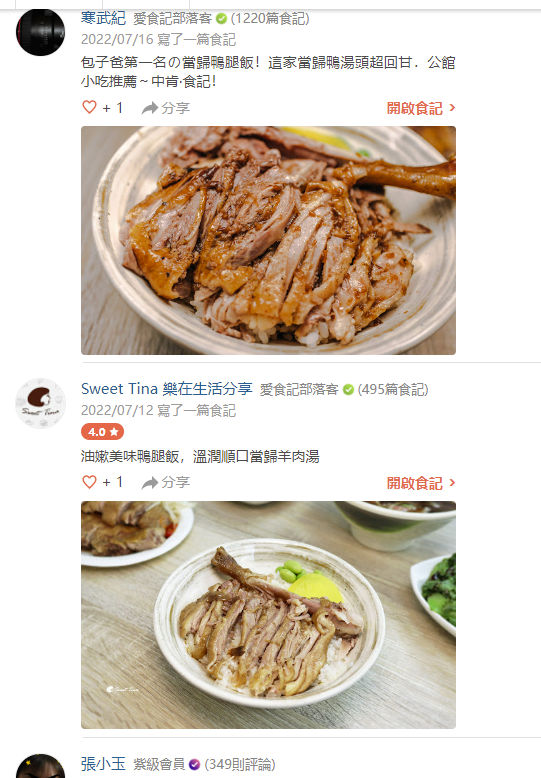 寒武紀 愛食記部落客 (1220篇食記)
2022/07/16 寫了一篇食記
包子爸第一名の當歸鴨腿飯！這家當歸鴨湯頭超回甘．公館
小吃推薦～中肯‧食記！
+ 1 分享 開啟食記
Sweet Tina 樂在生活分享 愛食記部落客 (495篇食記)
2022/07/12 寫了一篇食記
4.0
油嫩美味鴨腿飯，溫潤順口當歸羊肉湯
+ 1 分享 開啟食記
Sweet Tina
Sweet Tina
張小玉 紫級會員 (349則評論)